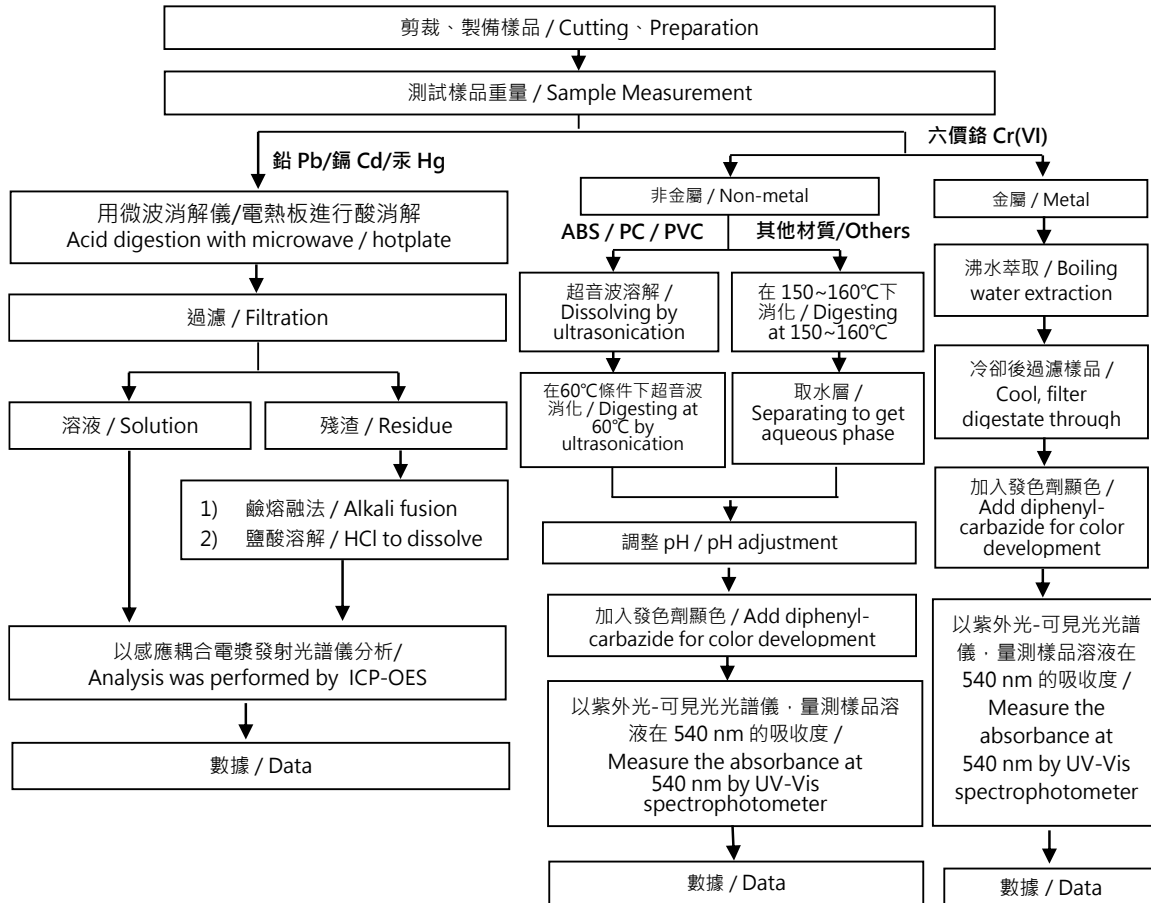 剪裁、製備樣品 / Cutting、Preparation
測試樣品重量 / Sample Measurement
鉛 Pb/鎘 Cd/汞 Hg
六價鉻 Cr(VI)
用微波消解儀/電熱板進行酸消解
Acid digestion with microwave / hotplate
過濾 / Filtration
溶液 / Solution
殘渣 / Residue
1) 鹼熔融法 / Alkali fusion
2) 鹽酸溶解 / HCl to dissolve
以感應耦合電漿發射光譜儀分析/
Analysis was performed by ICP-OES
數據 / Data
非金屬 / Non-metal
ABS / PC / PVC
其他材質/Others
超音波溶解 /
Dissolving by
ultrasonication
在60℃條件下超音波
消化 / Digesting at
60℃ by
ultrasonication
在 150~160℃下
消化 / Digesting
at 150~160℃
取水層 /
Separating to get
aqueous phase
調整 pH / pH adjustment
加入發色劑顯色 / Add diphenyl-
carbazide for color development
以紫外光-可見光光譜儀，量測樣品溶
液在 540 nm 的吸收度 /
Measure the absorbance at
540 nm by UV-Vis
spectrophotometer
數據 / Data
金屬 / Metal
沸水萃取 / Boiling
water extraction
冷卻後過濾樣品 /
Cool, filter
digestate through
加入發色劑顯色 /
Add diphenyl-
carbazide for color
development
以紫外光-可見光光譜
儀，量測樣品溶液在
540 nm 的吸收度 /
Measure the
absorbance at
540 nm by UV-Vis
spectrophotometer
數據 / Data